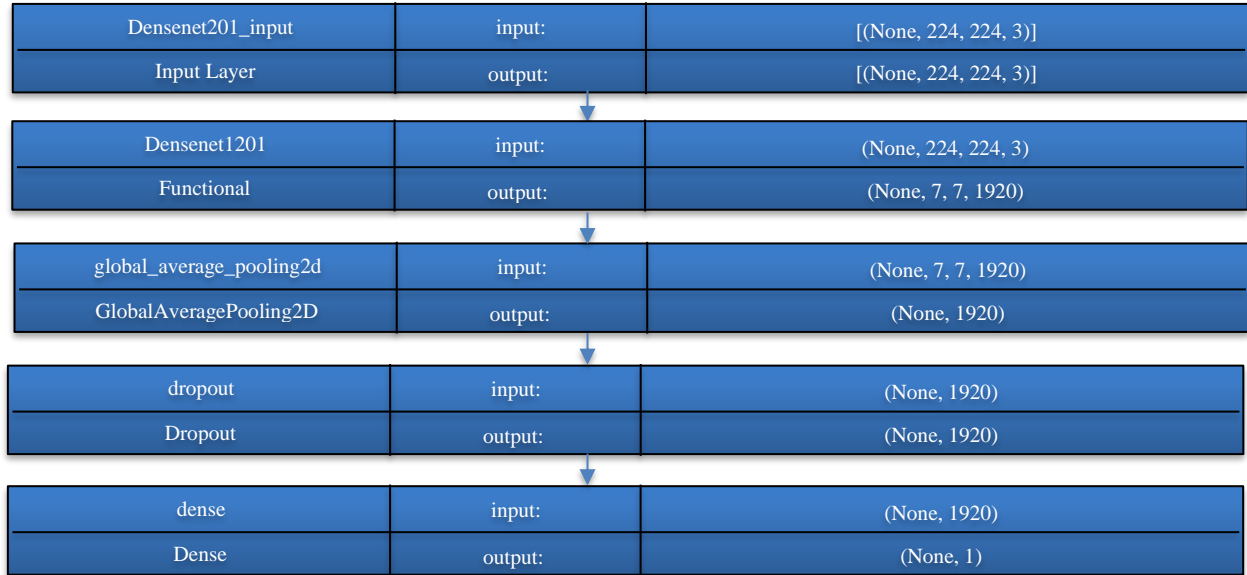 Densenet201_input input: [(None, 224, 224, 3)]
Input Layer output: [(None, 224, 224, 3)]
Densenet1201 input: (None, 224, 224, 3)
Functional output: (None, 7, 7, 1920)
global_average_pooling2d input: (None, 7, 7, 1920)
GlobalAveragePooling2D output: (None, 1920)
dropout input: (None, 1920)
Dropout output: (None, 1920)
dense input: (None, 1920)
Dense output: (None, 1)